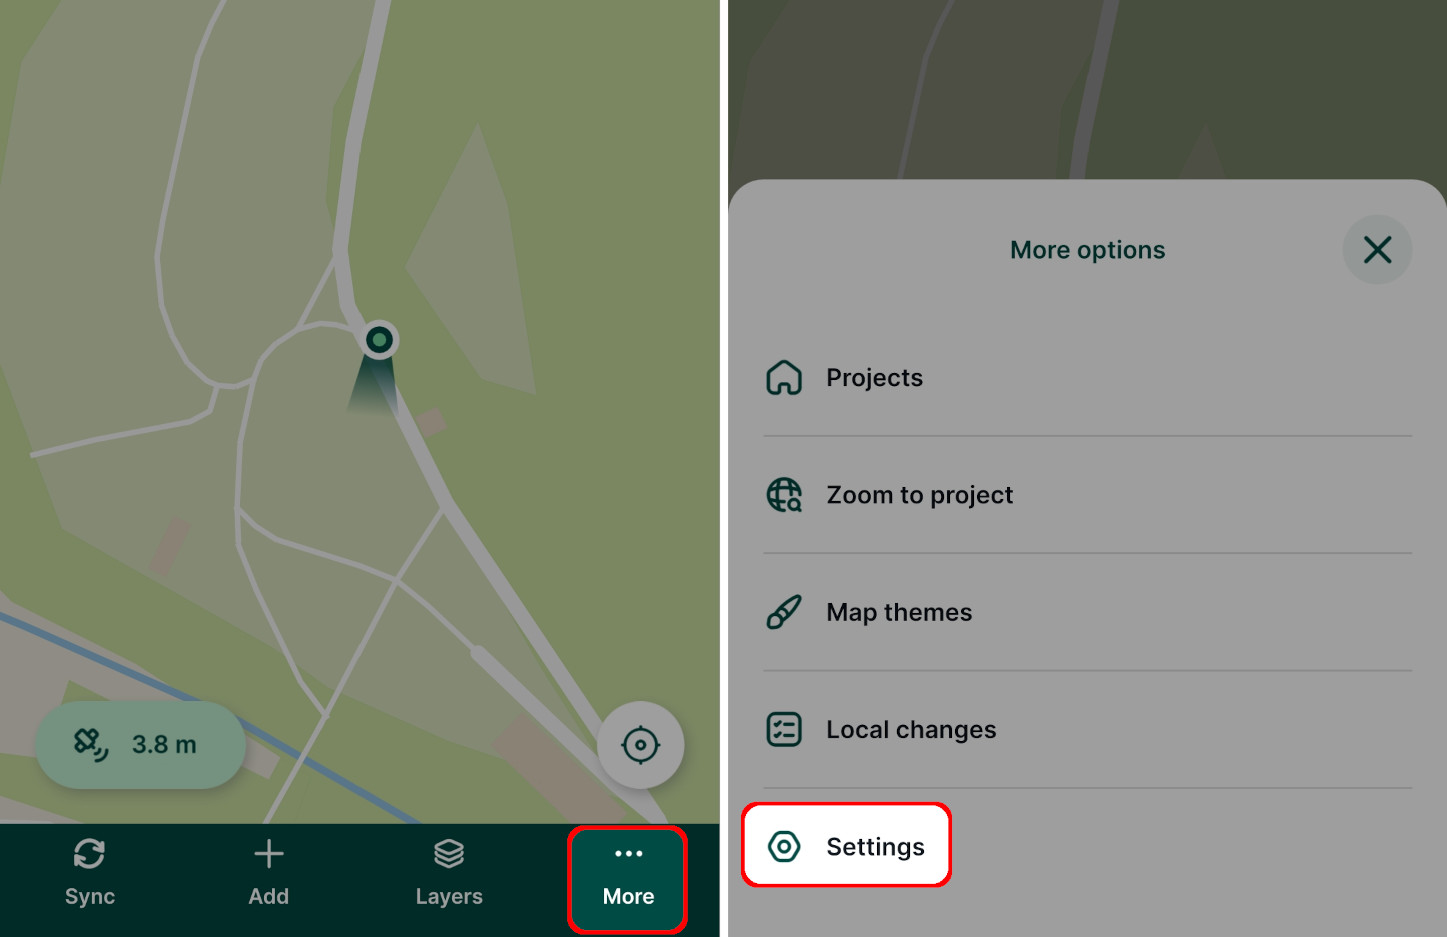 3.8 m
Sync
Add
Layers
More
More options
Projects
Zoom to project
Map themes
Local changes
Settings